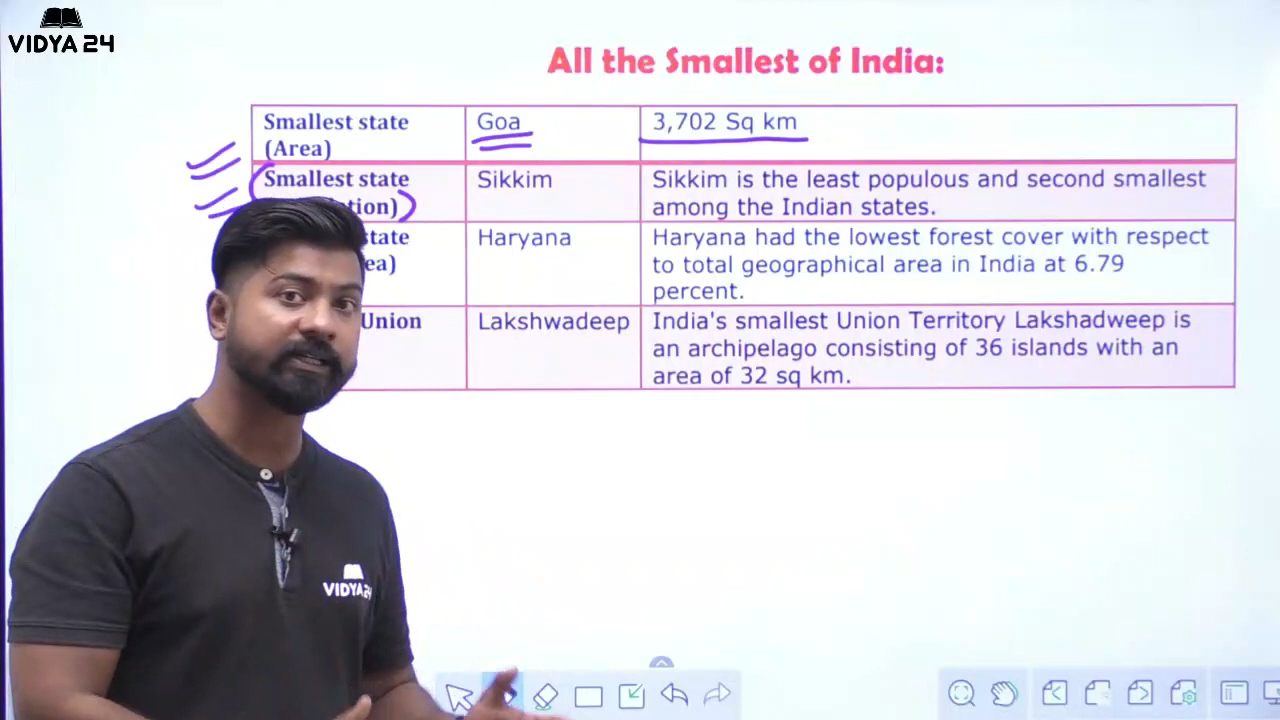 VIDYA 24
All the Smallest of India:
Smallest state
(Area)
Goa
3,702 Sq km
Smallest state
Sikkim
Sikkim is the least populous and second smallest
among the Indian states.
Haryana
Haryana had the lowest forest cover with respect
to total geographical area in India at 6.79
percent.
Union
Lakshwadeep
India's smallest Union Territory Lakshadweep is
an archipelago consisting of 36 islands with an
area of 32 sq km.
VIDYA 24